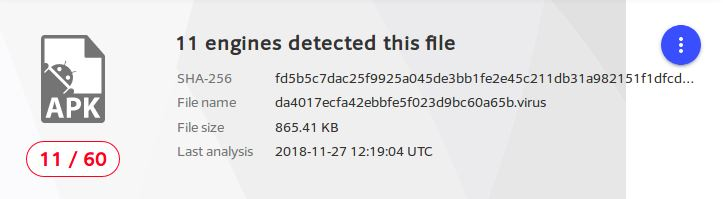 11 engines detected this file
SHA-256 fd5b5c7dac25f9925a045de3bb1fe2e45c211db31a982151f1dfcd...
File name da4017ecfa42ebbfe5f023d9bc60a65b.virus
File size 865.41 KB
Last analysis 2018-11-27 12:19:04 UTC
APK
11 / 60